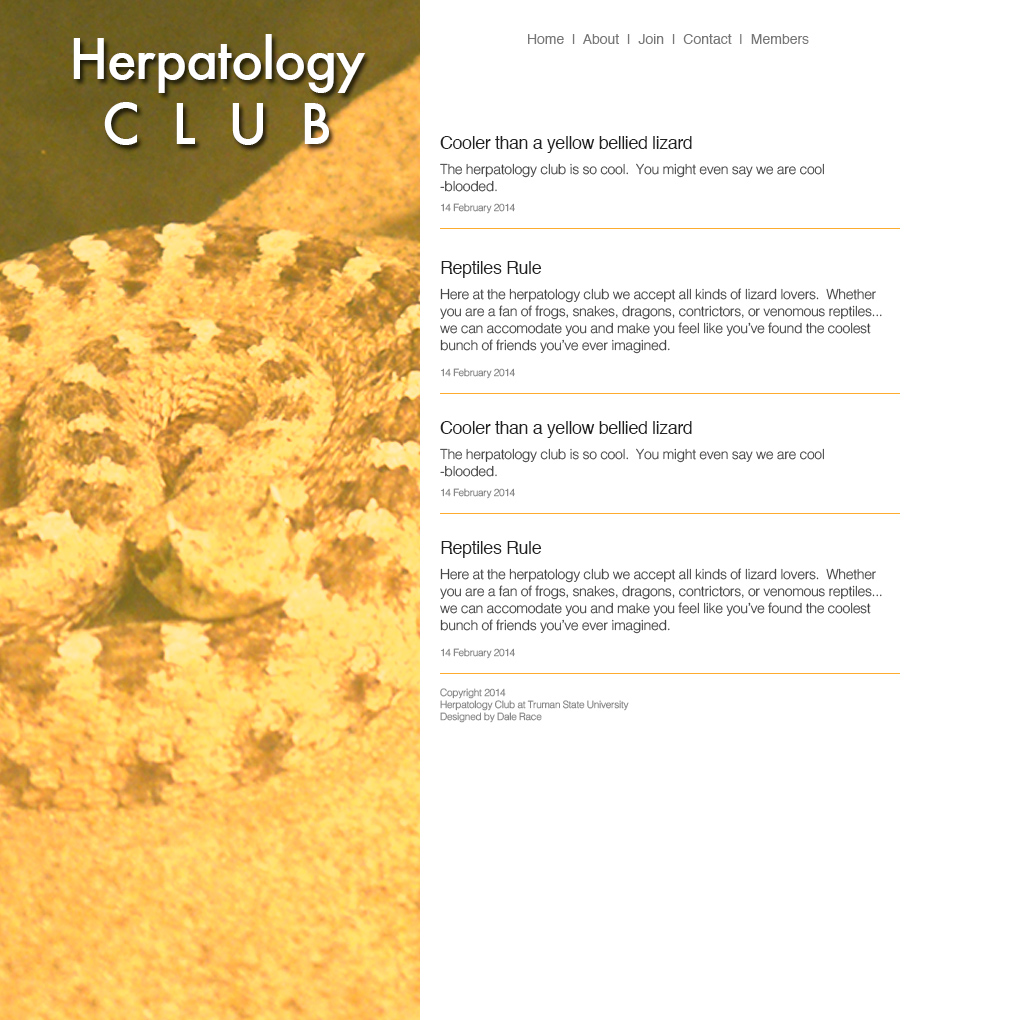 Herpatology
CLUB
Home | About | Join | Contact | Members
Cooler than a yellow bellied lizard
The herpatology club is so cool. You might even say we are cool
-blooded.
14 February 2014
Reptiles Rule
Here at the herpatology club we accept all kinds of lizard lovers. Whether
you are a fan of frogs, snakes, dragons, contrictors, or venomous reptiles...
we can accomodate you and make you feel like you've found the coolest
bunch of friends you've ever imagined.
14 February 2014
Cooler than a yellow bellied lizard
The herpatology club is so cool. You might even say we are cool
-blooded.
14 February 2014
Reptiles Rule
Here at the herpatology club we accept all kinds of lizard lovers. Whether
you are a fan of frogs, snakes, dragons, contrictors, or venomous reptiles...
we can accomodate you and make you feel like you've found the coolest
bunch of friends you've ever imagined.
14 February 2014
Copyright 2014
Herpatology Club at Truman State University
Designed by Dale Race